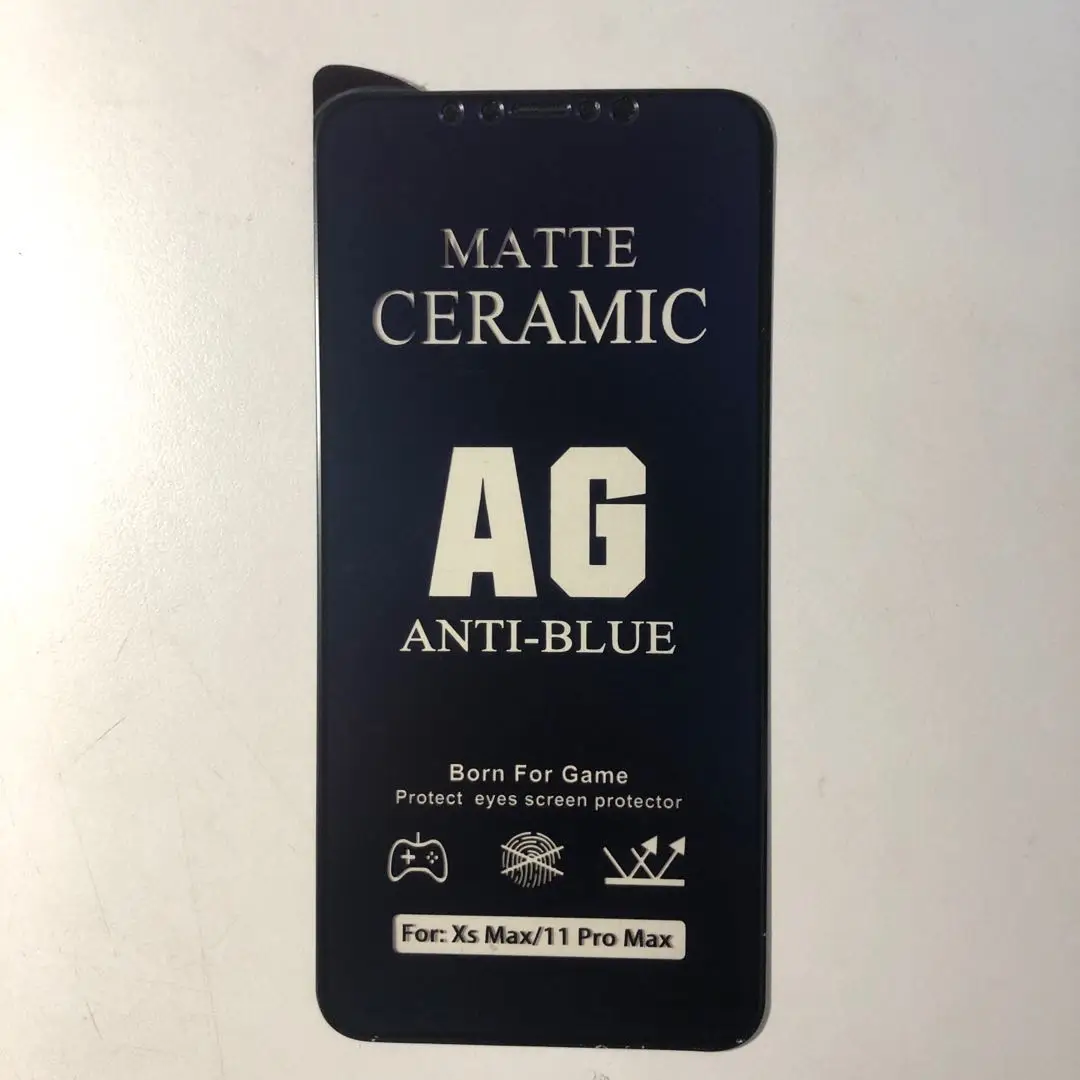 MATTE
CERAMIC
AG
ANTI-BLUE
Born For Game
Protect eyes screen protector
For: Xs Max/11 Pro Max